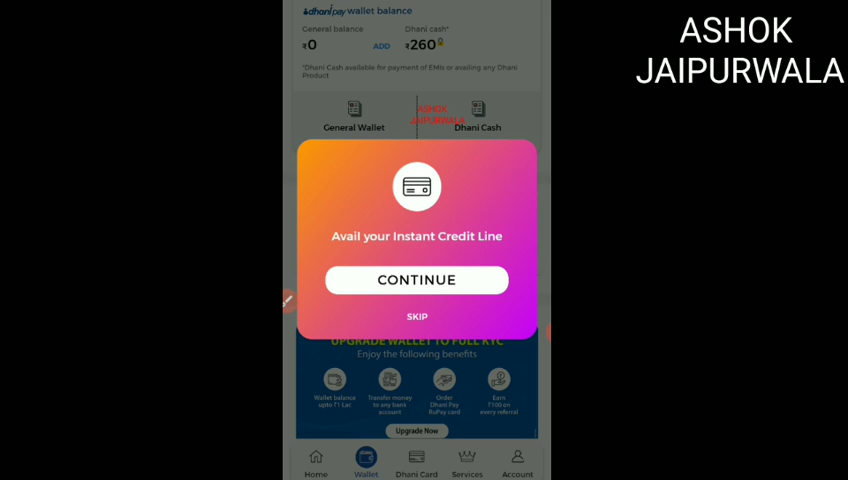 ASHOK
JAIPURWALA
dhani pay wallet balance
General balance
Dhani cash*
₹0
ADD
₹260
*Dhani Cash available for payment of EMIs or availing any Dhani
Product
ASHOK
JAIPURWALA
General Wallet
Dhani Cash
Avail your Instant Credit Line
CONTINUE
SKIP
UPGRADE WALLET TO FULL KYC
Enjoy the following benefits
Wallet balance
upto ₹1 Lac
Transfer money
to any bank
account
Order
Dhani Pay
RuPay card
Earn
₹100 on
every referral
Upgrade Now
Home
Wallet
Dhani Card
Services
Account